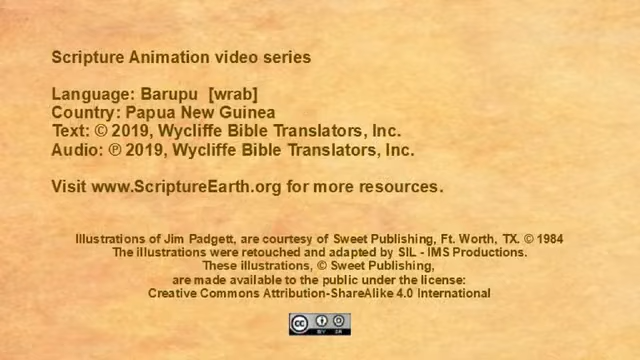 Scripture Animation video series
Language: Barupu [wrab]
Country: Papua New Guinea
Text: © 2019, Wycliffe Bible Translators, Inc.
Audio: ℗ 2019, Wycliffe Bible Translators, Inc.
Visit www.ScriptureEarth.org for more resources.
Illustrations of Jim Padgett, are courtesy of Sweet Publishing, Ft. Worth, TX. © 1984
The illustrations were retouched and adapted by SIL - IMS Productions.
These illustrations, © Sweet Publishing,
are made available to the public under the license:
Creative Commons Attribution-ShareAlike 4.0 International
cc BY SA